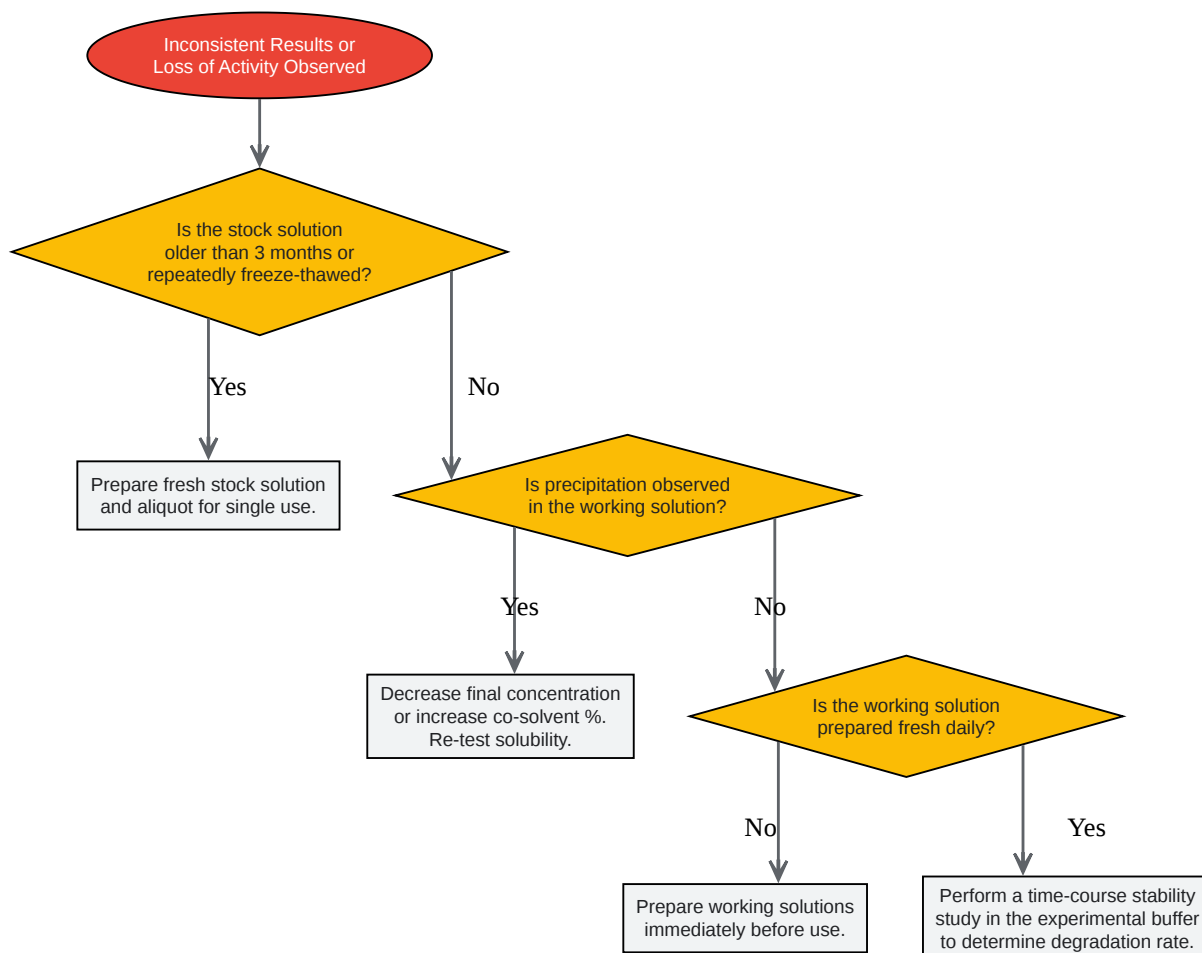 Inconsistent Results or
Loss of Activity Observed
Is the stock solution
older than 3 months or
repeatedly freeze-thawed?
Yes
No
Prepare fresh stock solution
and aliquot for single use.
Is precipitation observed
in the working solution?
Yes
No
Decrease final concentration
or increase co-solvent %.
Re-test solubility.
Is the working solution
prepared fresh daily?
No
Yes
Prepare working solutions
immediately before use.
Perform a time-course stability
study in the experimental buffer
to determine degradation rate.